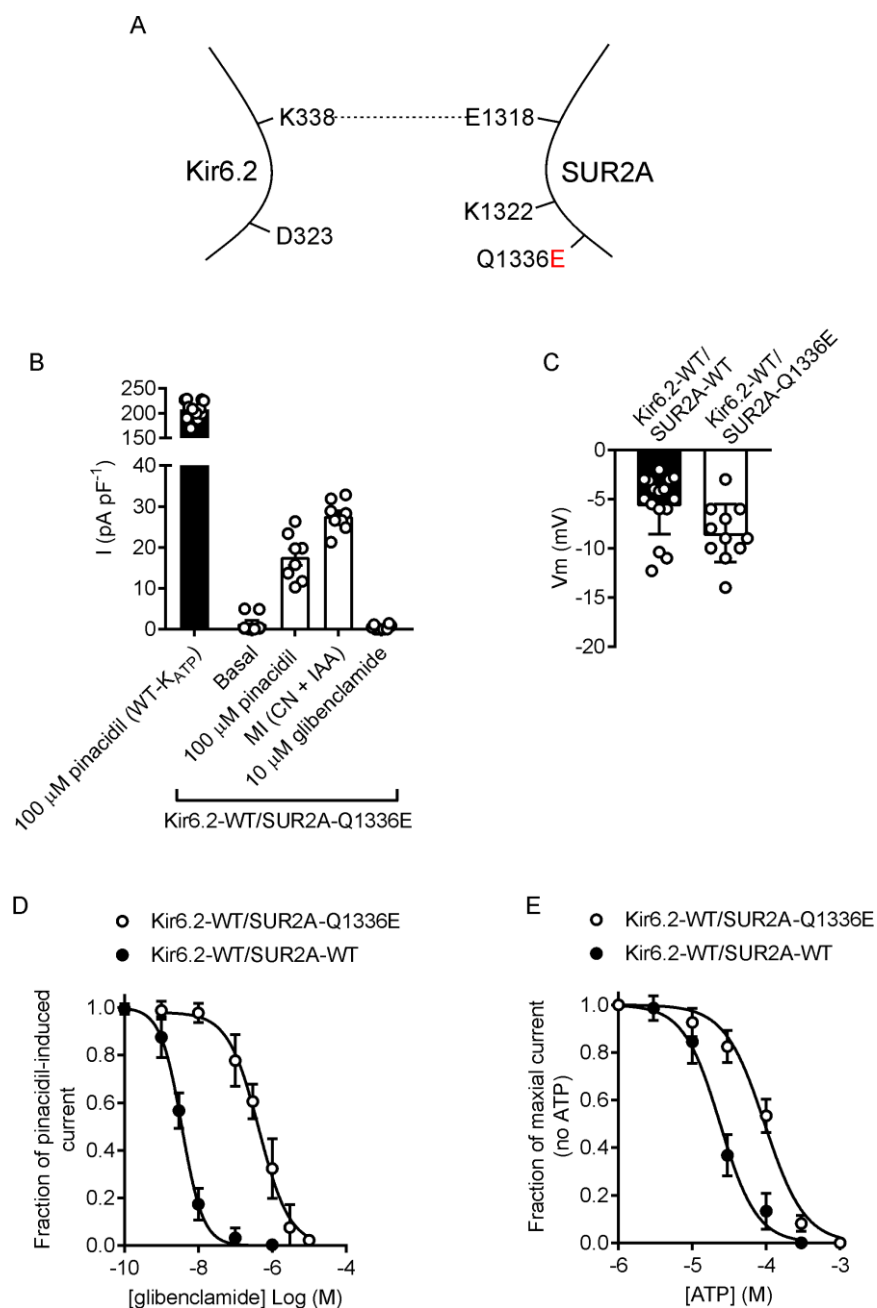 A
K338
E1318
Kir6.2
SUR2A
K1322
D323
Q1336E
B
250
200
150
40
30
20
10
0
I (pA pF-1)
100 µM pinacidil (WT-KATP)
Basal
100 µM pinacidil
MI (CN + IAA)
10 µM glibenclamide
Kir6.2-WT/SUR2A-Q1336E
C
Kir6.2-WT/
SUR2A-WT
Kir6.2-WT/
SUR2A-Q1336E
0
-5
-10
-15
-20
Vm (mV)
D
Kir6.2-WT/SUR2A-Q1336E
Kir6.2-WT/SUR2A-WT
1.0
0.8
0.6
0.4
0.2
0.0
Fraction of pinacidil-induced
current
-10
-8
-6
-4
[glibenclamide] Log (M)
E
Kir6.2-WT/SUR2A-Q1336E
Kir6.2-WT/SUR2A-WT
1.0
0.8
0.6
0.4
0.2
0.0
Fraction of maxial current
(no ATP)
-6
-5
-4
-3
[ATP] (M)